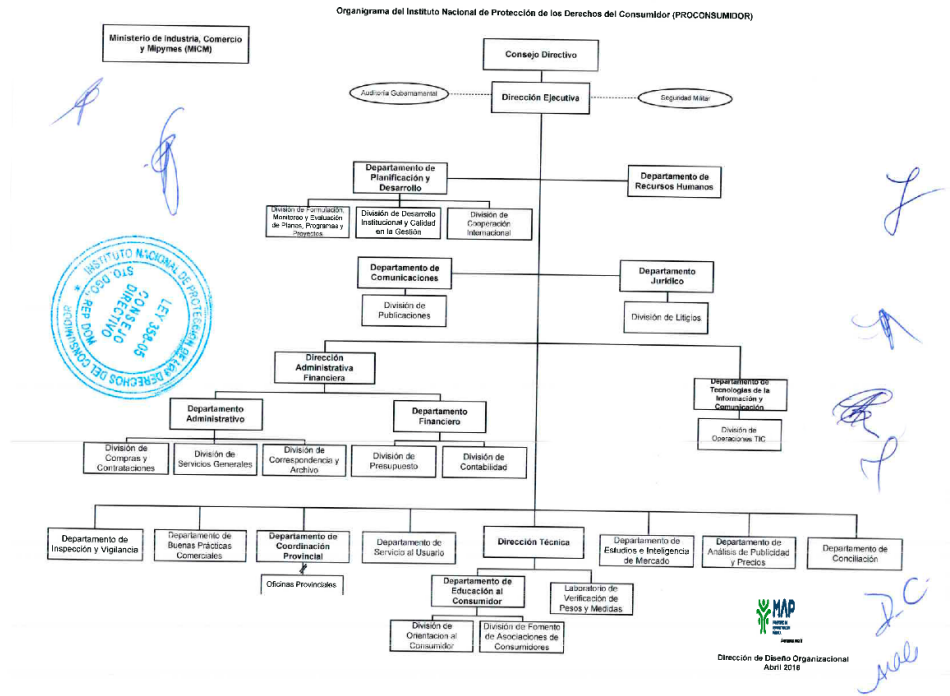 Organigrama del Instituto Nacional de Protección de los Derechos del Consumidor (PROCONSUMIDOR)
Ministerio de Industria, Comercio
y Mipymes (MICM)
Consejo Directivo
Auditoría Gubernamental
Dirección Ejecutiva
Seguridad Militar
Departamento de
Planificación y
Desarrollo
Departamento de
Recursos Humanos
División de Formulación,
Monitoreo y Evaluación
de Planes, Programas y
Proyectos
División de Desarrollo
Institucional y Calidad
en la Gestión
División de
Cooperación
Internacional
Departamento de
Comunicaciones
Departamento
Jurídico
División de
Publicaciones
División de Litigios
INSTITUTO NACIONAL DE PROTECCION DE LOS DERECHOS DEL CONSUMIDOR
STO. DGO., REP. DOM.
LEY 358-05
CONSEJO
DIRECTIVO
Dirección
Administrativa
Financiera
Departamento de
Tecnologías de la
Información y
Comunicación
División de
Operaciones TIC
Departamento
Administrativo
Departamento
Financiero
División de
Compras y
Contrataciones
División de
Servicios Generales
División de
Correspondencia y
Archivo
División de
Presupuesto
División de
Contabilidad
Departamento de
Inspección y Vigilancia
Departamento de
Buenas Prácticas
Comerciales
Departamento de
Coordinación
Provincial
Departamento de
Servicio al Usuario
Dirección Técnica
Departamento de
Estudios e Inteligencia
de Mercado
Departamento de
Análisis de Publicidad
y Precios
Departamento de
Conciliación
Oficinas Provinciales
Departamento de
Educación al
Consumidor
Laboratorio de
Verificación de
Pesos y Medidas
División de
Orientacion al
Consumidor
División de Fomento
de Asociaciones de
Consumidores
MAP
Dirección de Diseño Organizacional